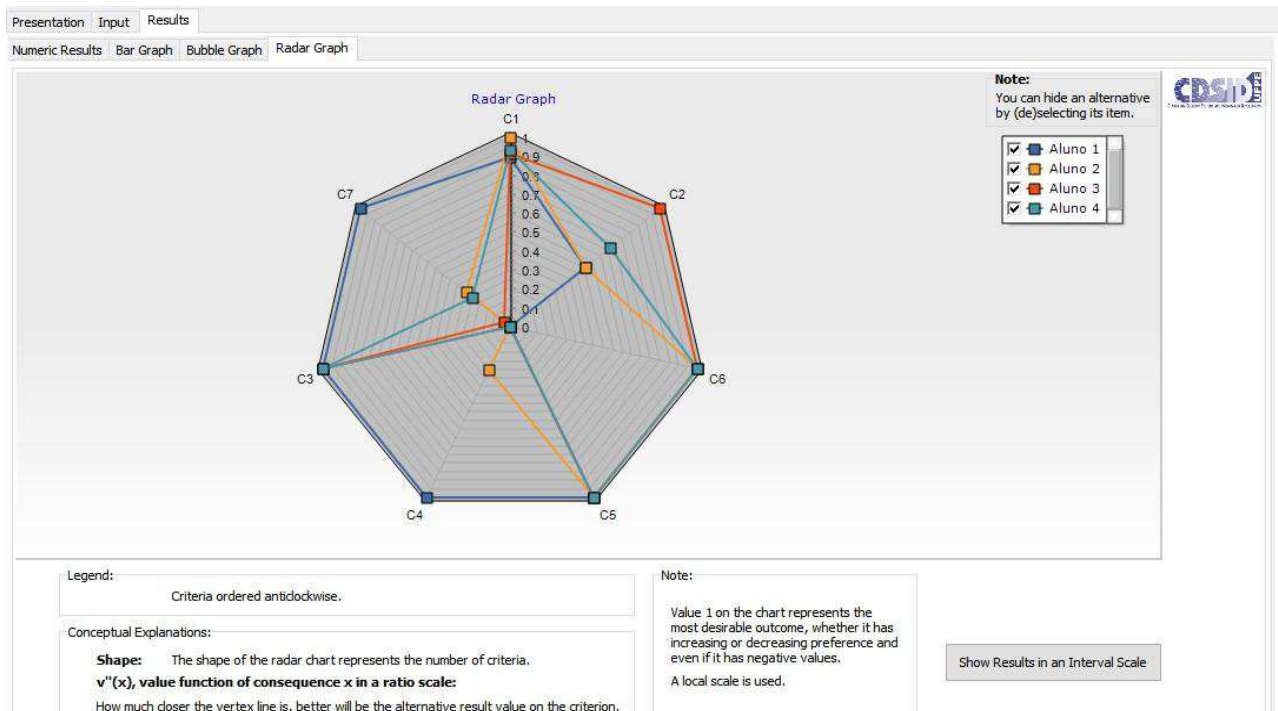 Presentation Input Results
Numeric Results Bar Graph Bubble Graph Radar Graph
Radar Graph
C1
C7
C2
C3
C6
C4
C5
1
0.9
0.8
0.7
0.6
0.5
0.4
0.3
0.2
0.1
0
Note:
You can hide an alternative
by (de)selecting its item.
Aluno 1
Aluno 2
Aluno 3
Aluno 4
CDSID
UFPE
Legend:
Criteria ordered anticlockwise.
Conceptual Explanations:
Shape: The shape of the radar chart represents the number of criteria.
v"(x), value function of consequence x in a ratio scale:
How much closer the vertex line is, better will be the alternative result value on the criterion.
Note:
Value 1 on the chart represents the
most desirable outcome, whether it has
increasing or decreasing preference and
even if it has negative values.
A local scale is used.
Show Results in an Interval Scale